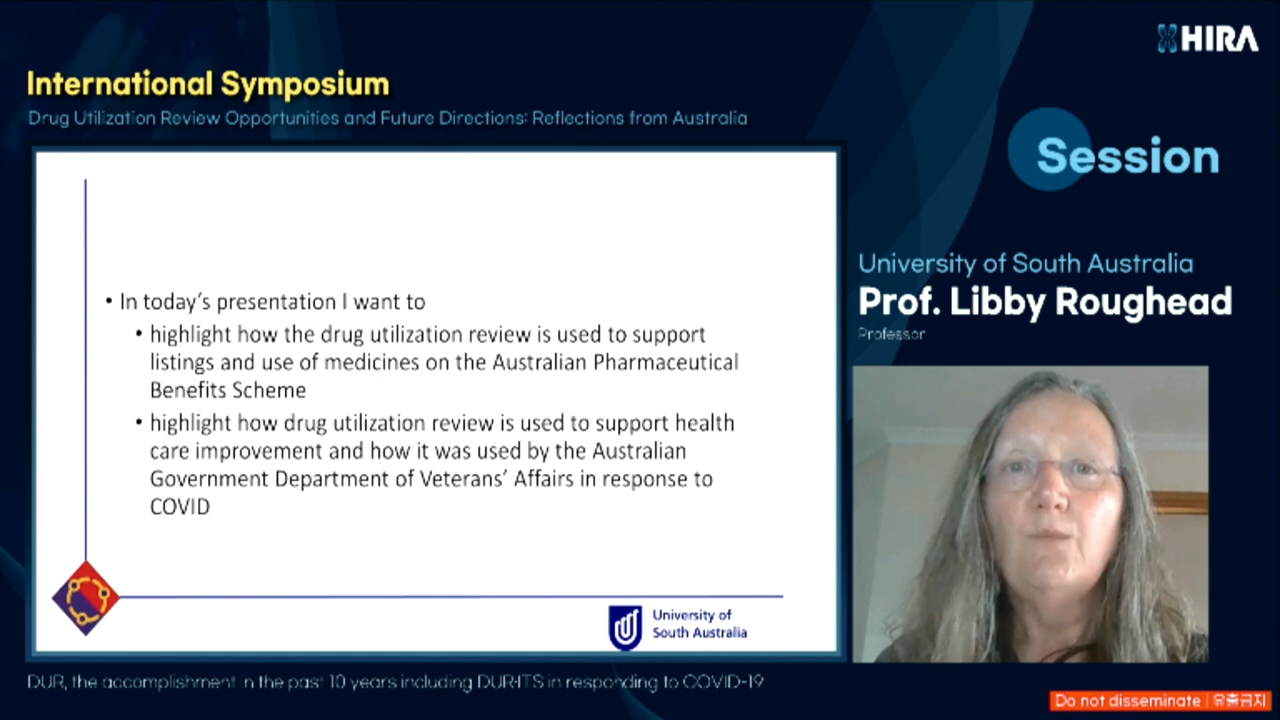 HIRA
International Symposium
Drug Utilization Review Opportunities and Future Directions: Reflections from Australia
Session
University of South Australia
Prof. Libby Roughead
Professor
• In today's presentation I want to
• highlight how the drug utilization review is used to support
listings and use of medicines on the Australian Pharmaceutical
Benefits Scheme
• highlight how drug utilization review is used to support health
care improvement and how it was used by the Australian
Government Department of Veterans' Affairs in response to
COVID
University of
South Australia
DUR, the accomplishment in the past 10 years including DUR-ITS in responding to COVID-19
Do not disseminate | 유출금지